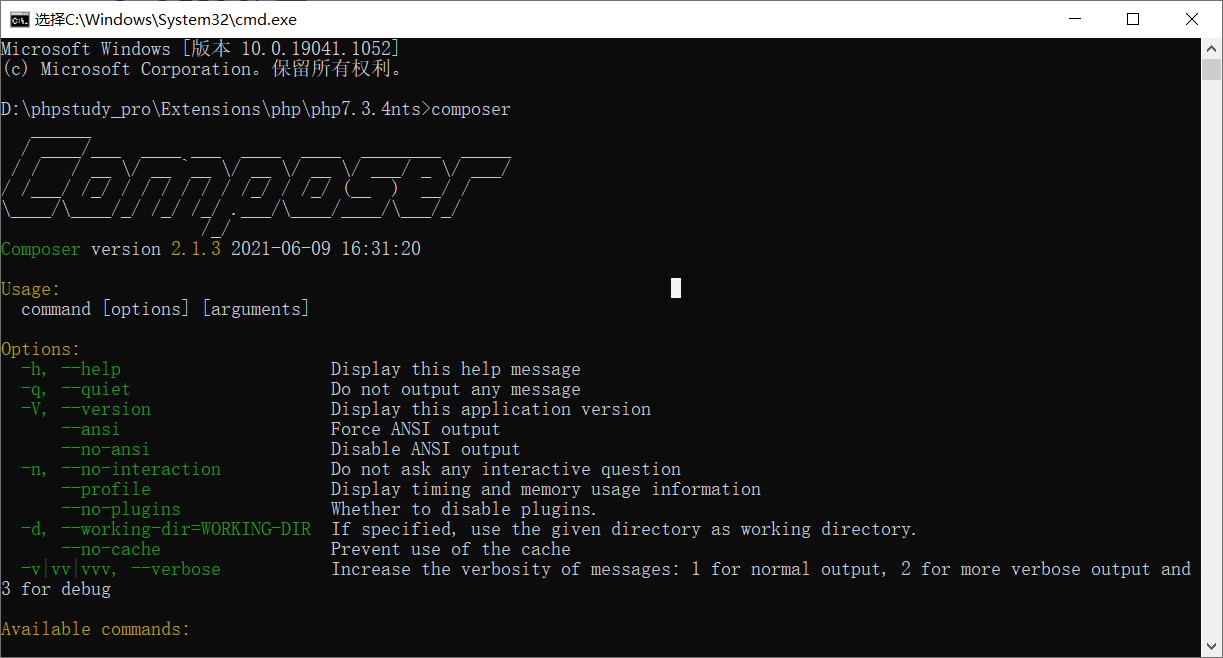 选择C:\Windows\System32\cmd.exe
Microsoft Windows [版本 10.0.19041.1052]
(c) Microsoft Corporation。保留所有权利。
D:\phpstudy_pro\Extensions\php\php7.3.4nts>composer
Composer
Composer version 2.1.3 2021-06-09 16:31:20
Usage:
command [options] [arguments]
Options:
-h, --help Display this help message
-q, --quiet Do not output any message
-V, --version Display this application version
--ansi Force ANSI output
--no-ansi Disable ANSI output
-n, --no-interaction Do not ask any interactive question
--profile Display timing and memory usage information
--no-plugins Whether to disable plugins.
-d, --working-dir=WORKING-DIR If specified, use the given directory as working directory.
--no-cache Prevent use of the cache
-v|vv|vvv, --verbose Increase the verbosity of messages: 1 for normal output, 2 for more verbose output and
3 for debug
Available commands: